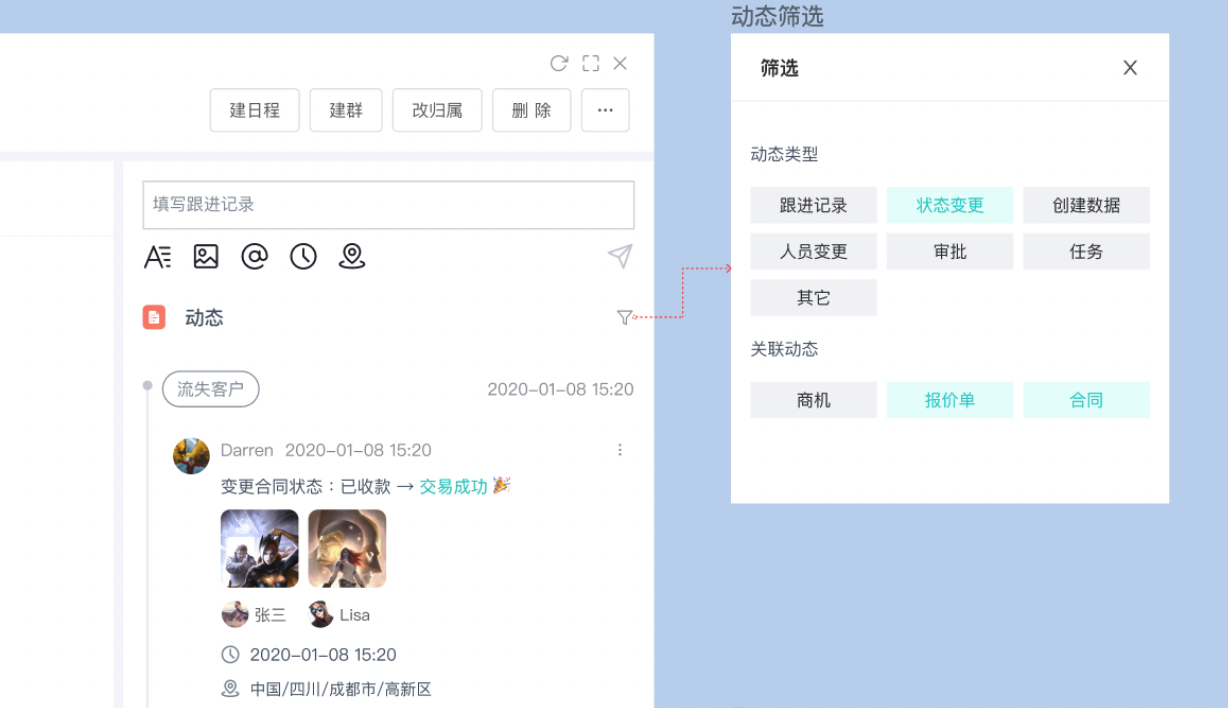 动态筛选
建日程
建群
改归属
删 除
填写跟进记录
动态
流失客户
2020-01-08 15:20
Darren 2020-01-08 15:20
变更合同状态：已收款 → 交易成功 🎉
张三
Lisa
2020-01-08 15:20
中国/四川/成都市/高新区
筛选
动态类型
跟进记录
状态变更
创建数据
人员变更
审批
任务
其它
关联动态
商机
报价单
合同